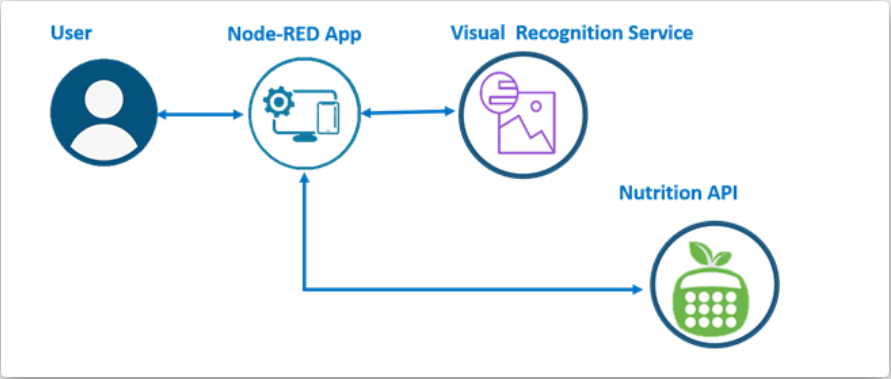 User
Node-RED App
Visual Recognition Service
Nutrition API